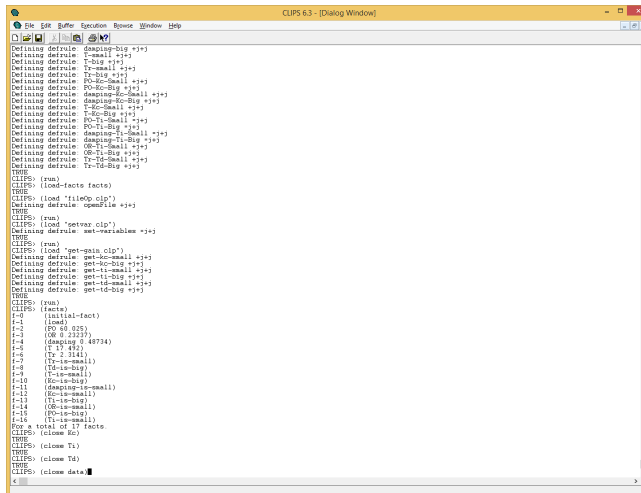 CLIPS 6.3 - [Dialog Window]
File Edit Buffer Execution Browse Window Help
Defining defrule: damping-big +j+j
Defining defrule: T-small +j+j
Defining defrule: T-big +j+j
Defining defrule: Tr-small +j+j
Defining defrule: Tr-big +j+j
Defining defrule: PO-Kc-Small +j+j
Defining defrule: PO-Kc-Big +j+j
Defining defrule: damping-Kc-Small +j+j
Defining defrule: damping-Kc-Big +j+j
Defining defrule: T-Kc-Small +j+j
Defining defrule: T-Kc-Big +j+j
Defining defrule: PO-Ti-Small =j+j
Defining defrule: PO-Ti-Big =j+j
Defining defrule: damping-Ti-Small =j+j
Defining defrule: damping-Ti-Big =j+j
Defining defrule: OR-Ti-Small +j+j
Defining defrule: OR-Ti-Big +j+j
Defining defrule: Tr-Td-Small +j+j
Defining defrule: Tr-Td-Big +j+j
TRUE
CLIPS> (run)
CLIPS> (load-facts facts)
TRUE
CLIPS> (load "fileOp.clp")
Defining defrule: openFile +j+j
TRUE
CLIPS> (run)
CLIPS> (load "setvar.clp")
Defining defrule: set-variables =j+j
TRUE
CLIPS> (run)
CLIPS> (load "get-gain.clp")
Defining defrule: get-kc-small +j+j
Defining defrule: get-kc-big +j+j
Defining defrule: get-ti-small +j+j
Defining defrule: get-ti-big +j+j
Defining defrule: get-td-small +j+j
Defining defrule: get-td-big +j+j
TRUE
CLIPS> (run)
CLIPS> (facts)
f-0 (initial-fact)
f-1 (load)
f-2 (PO 60.025)
f-3 (OR 0.23237)
f-4 (damping 0.48734)
f-5 (T 17.492)
f-6 (Tr 2.3141)
f-7 (Tr-is-small)
f-8 (Td-is-big)
f-9 (T-is-small)
f-10 (Kc-is-big)
f-11 (damping-is-small)
f-12 (Kc-is-small)
f-13 (Ti-is-big)
f-14 (OR-is-small)
f-15 (PO-is-big)
f-16 (Ti-is-small)
For a total of 17 facts.
CLIPS> (close Kc)
TRUE
CLIPS> (close Ti)
TRUE
CLIPS> (close Td)
TRUE
CLIPS> (close data)